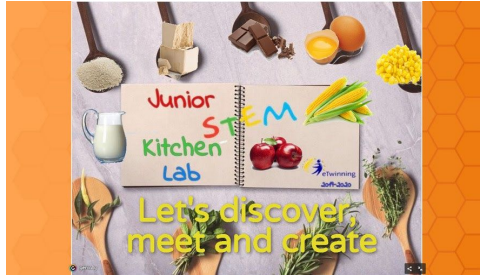 Junior
STEM
Kitchen
Lab
eTwinning
2019-2020
Let's discover,
meet and create